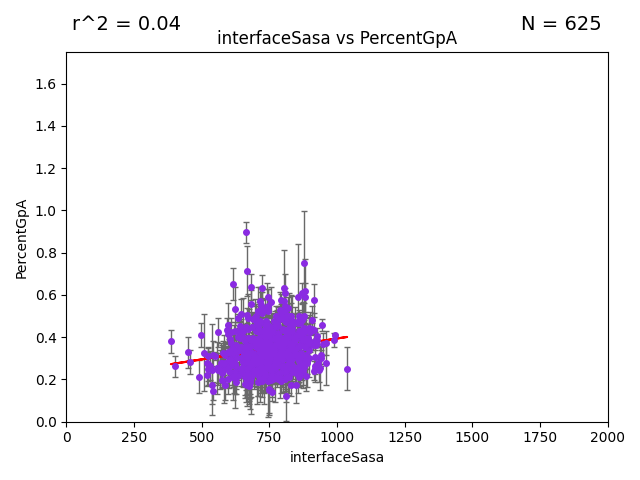 r^2 = 0.04
N = 625
interfaceSasa vs PercentGpA
PercentGpA
1.6
1.4
1.2
1.0
0.8
0.6
0.4
0.2
0.0
0 250 500 750 1000 1250 1500 1750 2000
interfaceSasa